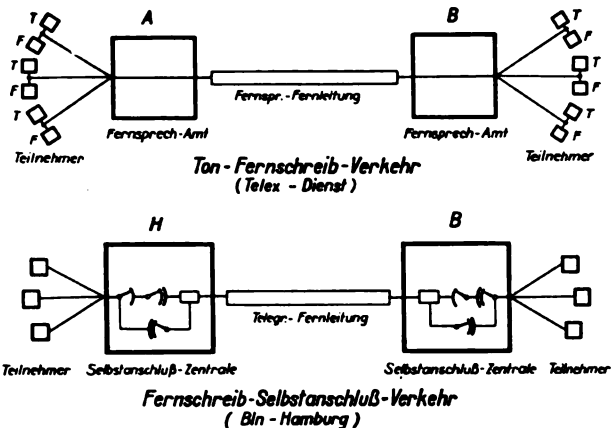 A B
T T
F F
T T
F F
T T
F F
Fernspr.-Fernleitung
Fernsprech-Amt Fernsprech-Amt
Teilnehmer Teilnehmer
Ton-Fernschreib-Verkehr
(Telex - Dienst)
H B
Telegr.-Fernleitung
Teilnehmer Selbstanschluß-Zentrale Selbstanschluß-Zentrale Teilnehmer
Fernschreib-Selbstanschluß-Verkehr
(Bln - Hamburg)